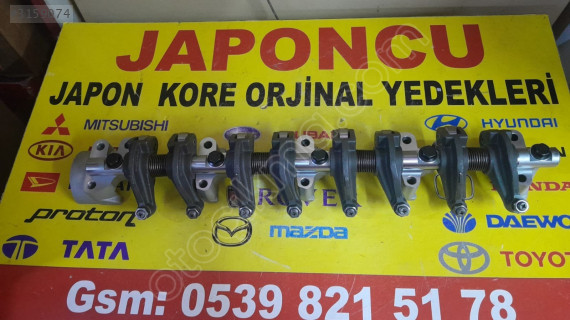 JAPONCU
JAPON KORE ORJİNAL YEDEKLERİ
MITSUBISHI
HYUNDAI
KIA
proton
mazda
DAEWOO
TATA
TOYOTA
Gsm: 0539 821 51 78